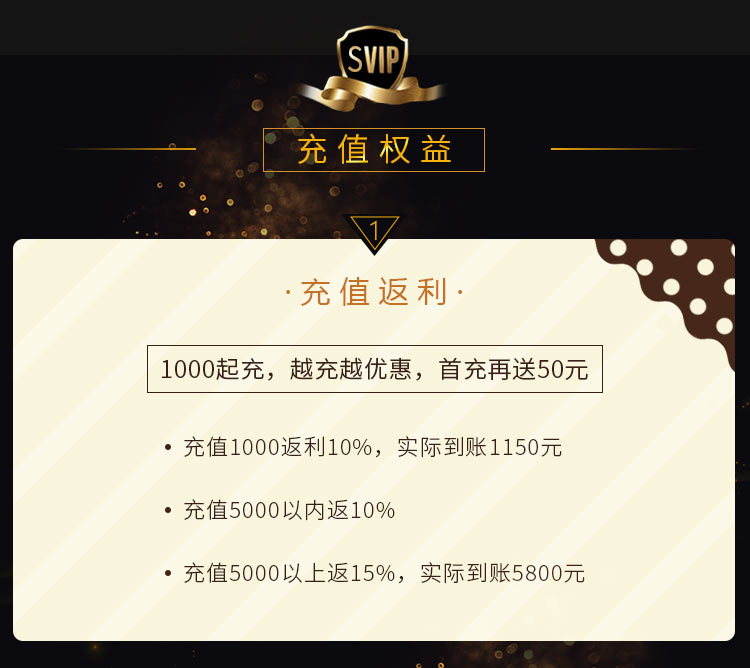 SVIP
充值权益
1
·充值返利·
1000起充，越充越优惠，首充再送50元
• 充值1000返利10%，实际到账1150元
• 充值5000以内返10%
• 充值5000以上返15%，实际到账5800元